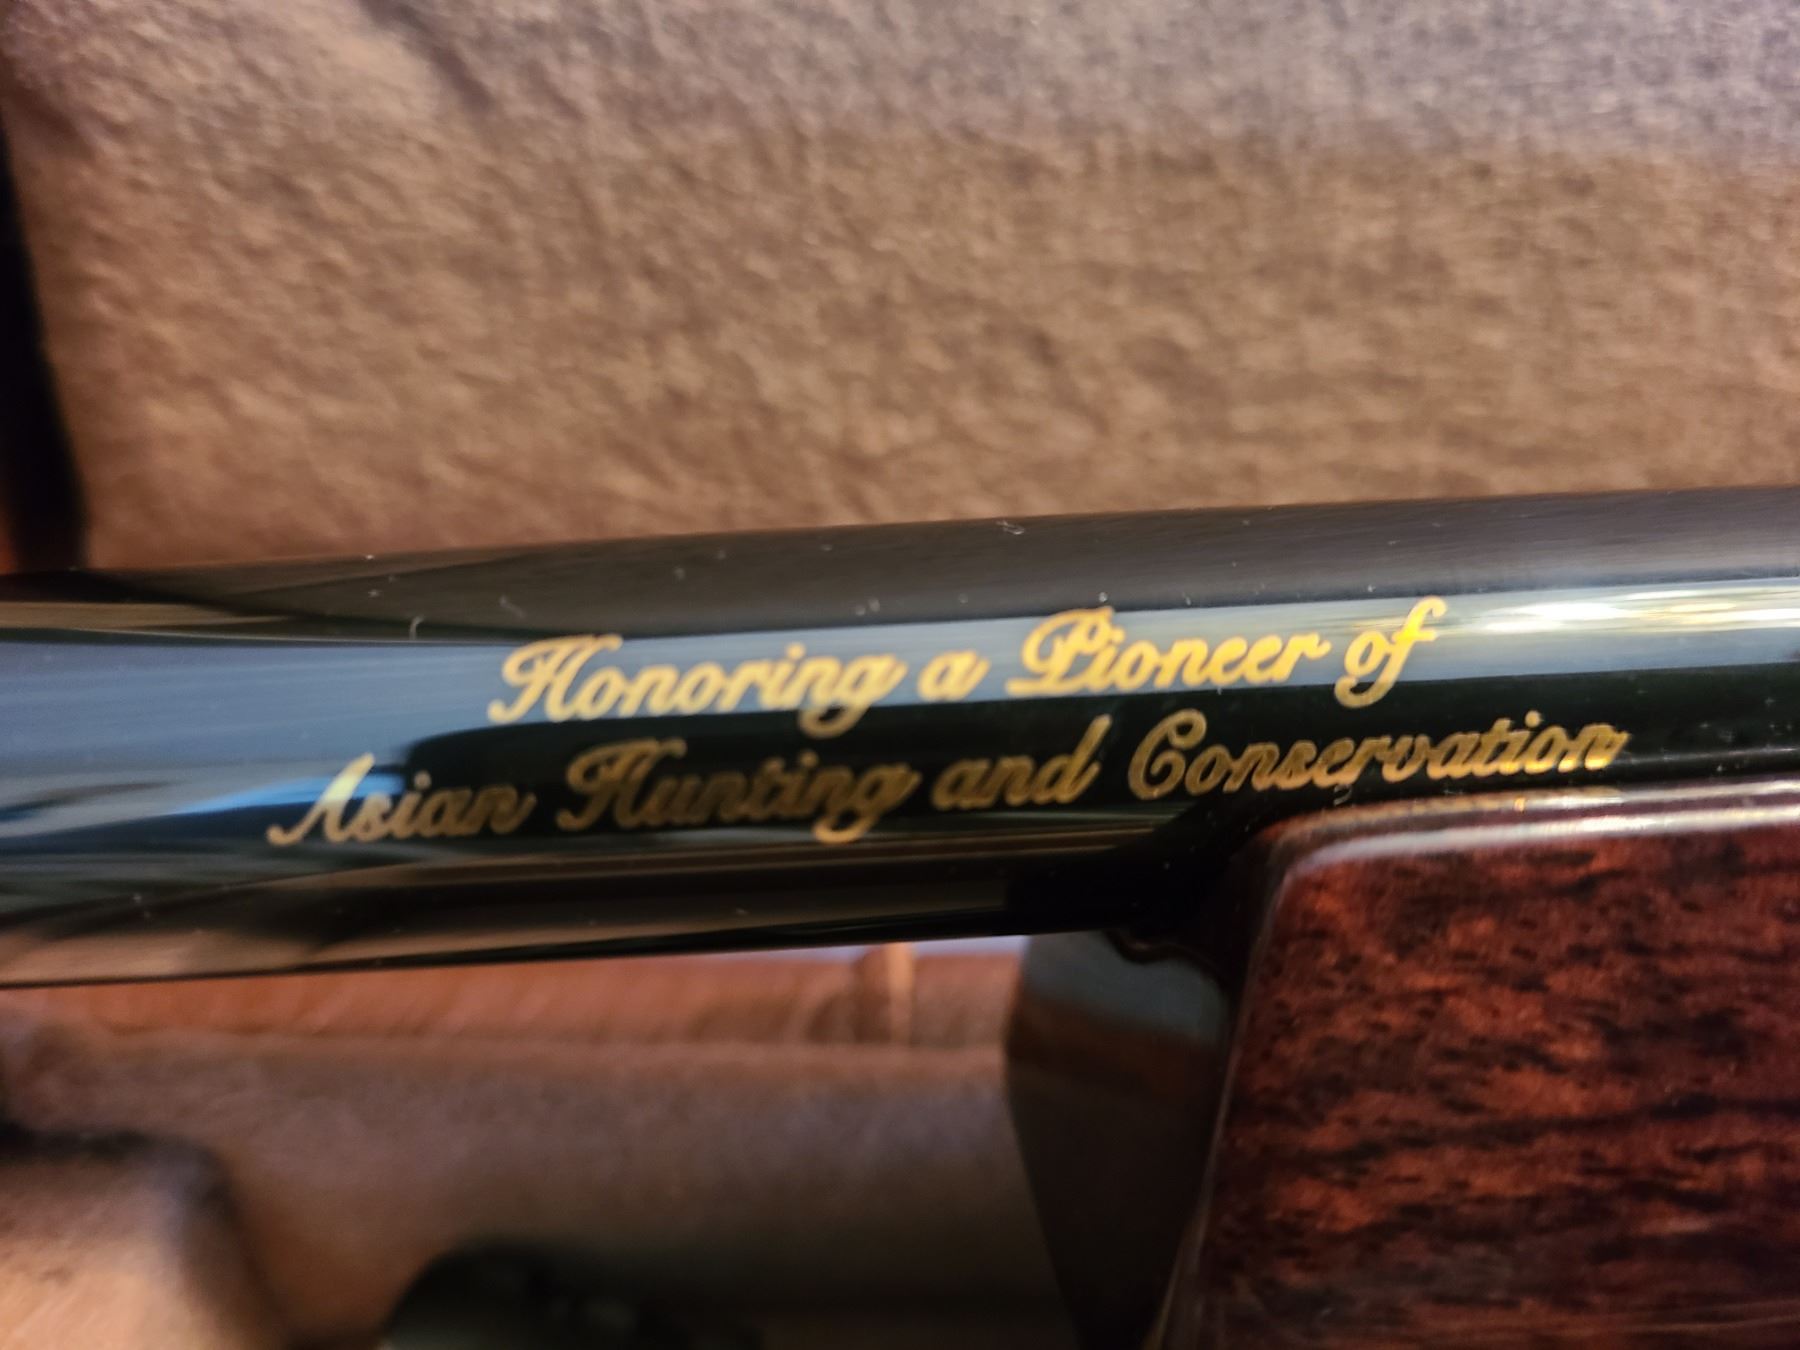 Honoring a Pioneer of
Asian Hunting and Conservation